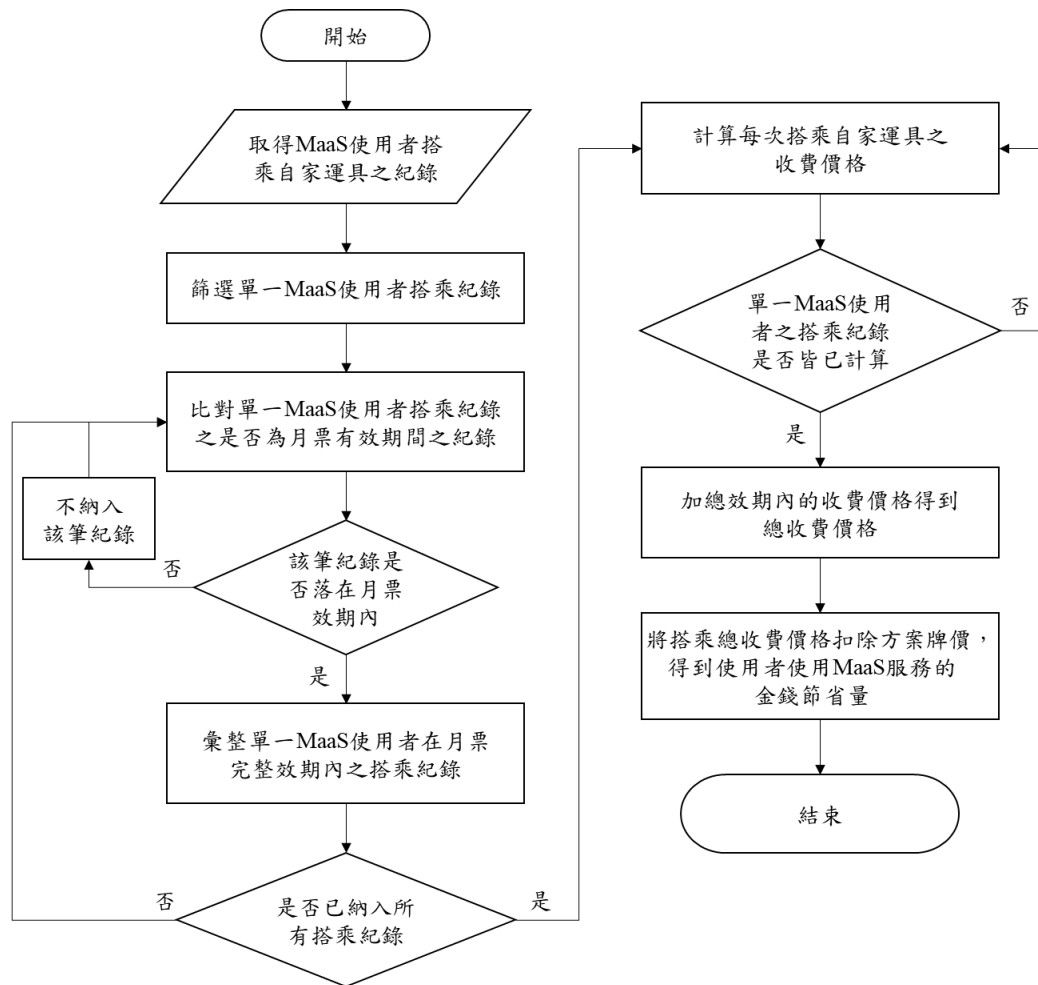 開始
取得MaaS使用者搭
乘自家運具之紀錄
篩選單一MaaS使用者搭乘紀錄
比對單一MaaS使用者搭乘紀錄
之是否為月票有效期間之紀錄
不納入
該筆紀錄
否
該筆紀錄是
否落在月票
效期內
是
彙整單一MaaS使用者在月票
完整效期內之搭乘紀錄
否
是否已納入所
有搭乘紀錄
是
計算每次搭乘自家運具之
收費價格
單一MaaS使用
者之搭乘紀錄
是否皆已計算
否
是
加總效期內的收費價格得到
總收費價格
將搭乘總收費價格扣除方案牌價，
得到使用者使用MaaS服務的
金錢節省量
結束